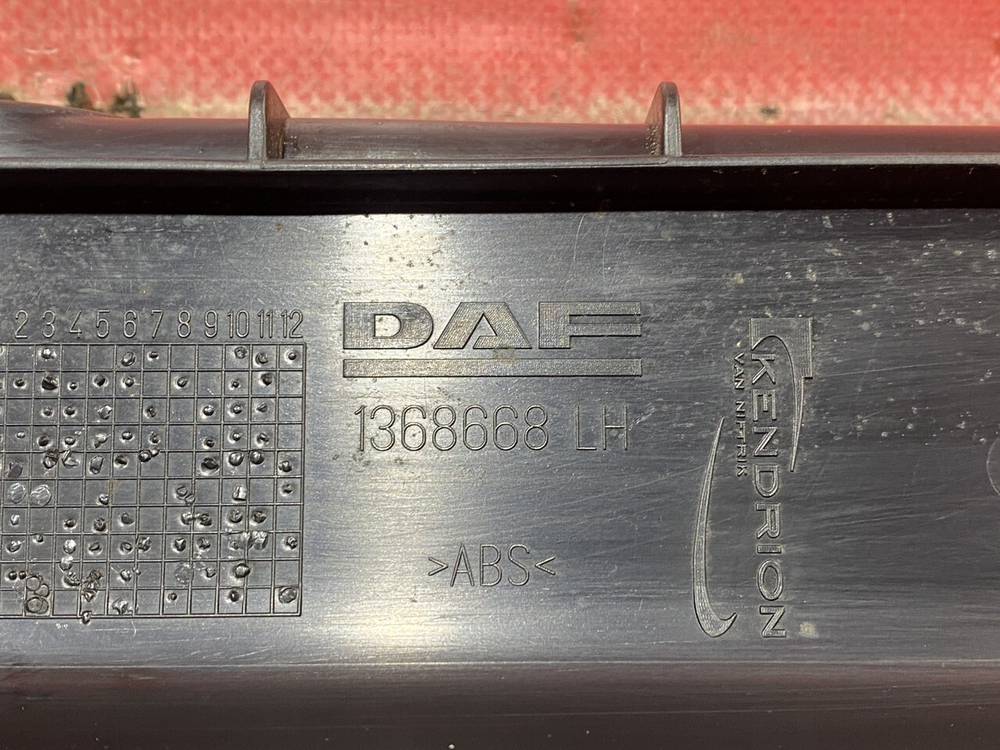 2 3 4 5 6 7 8 9 10 11 12
DAF
1368668 LH
>ABS<
KENDRION
VAN NIFTRIK